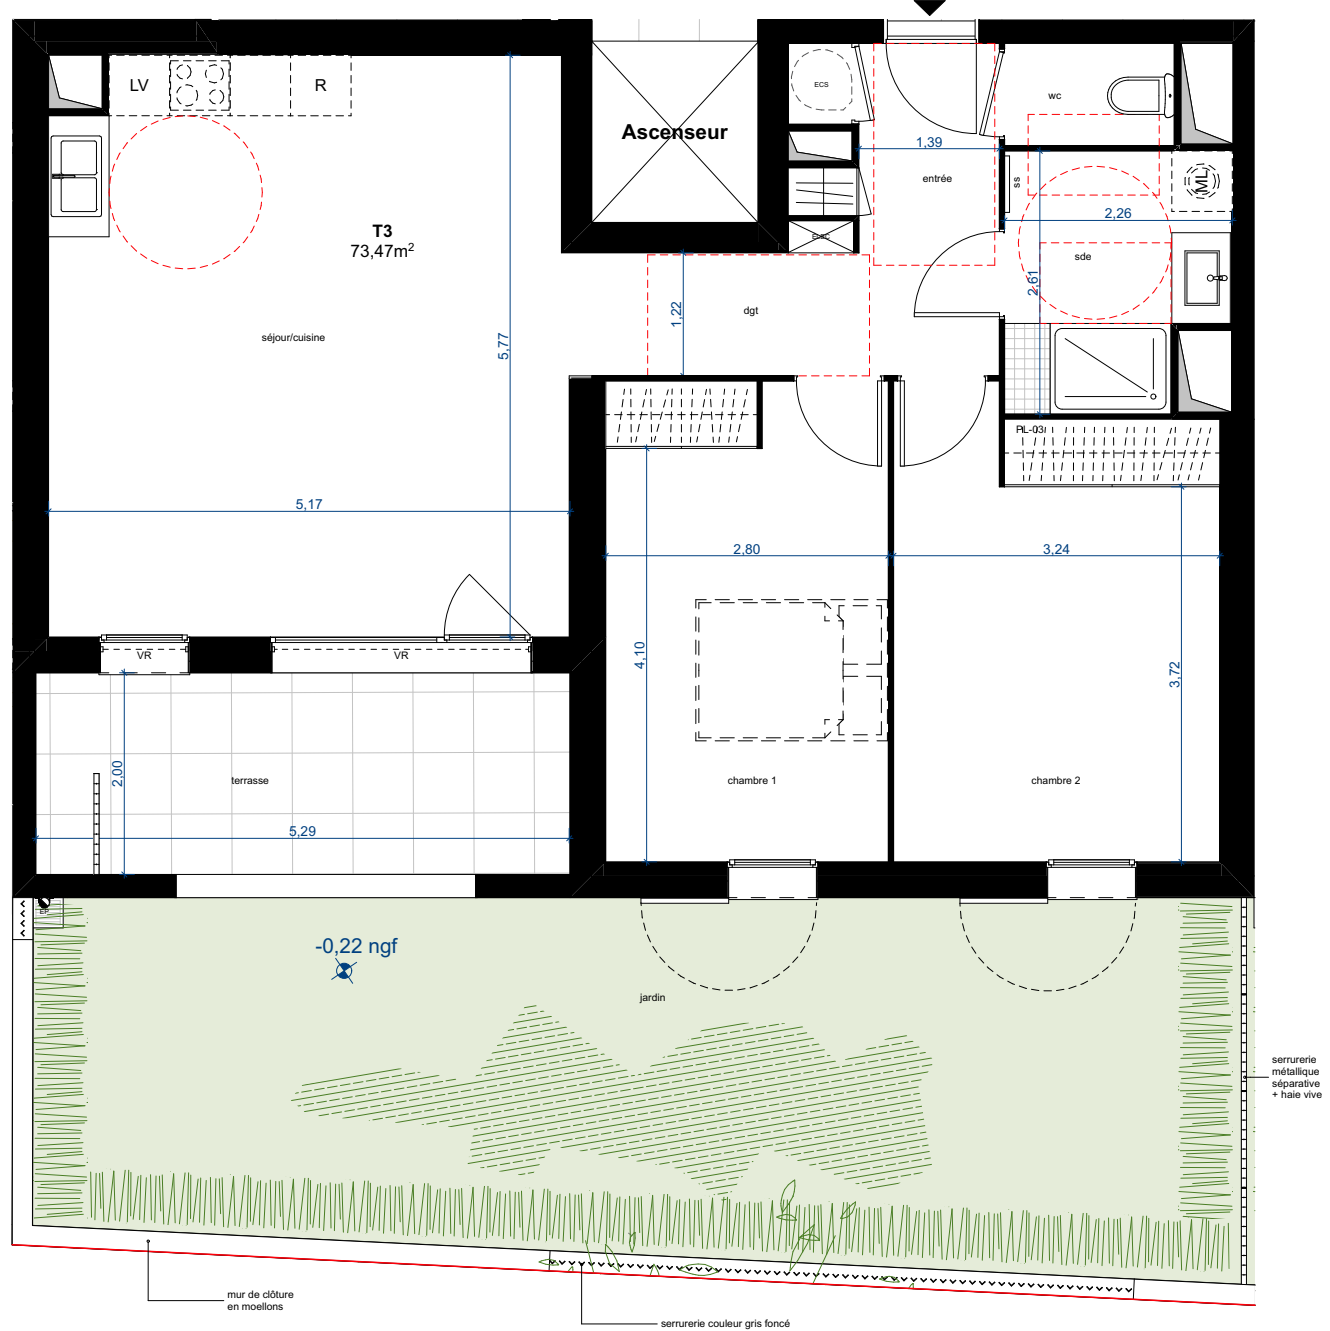 LV
R
Ascenseur
ECS
wc
1,39
entrée
ss
ML
2,26
T3
73,47m²
sde
2,61
1,22
dgt
séjour/cuisine
5,77
PL-03
5,17
2,80
3,24
4,10
3,72
VR
VR
2,00
terrasse
chambre 1
chambre 2
5,29
EP
-0,22 ngf
jardin
serrurerie
métallique
séparative
+ haie vive
mur de clôture
en moellons
serrurerie couleur gris foncé